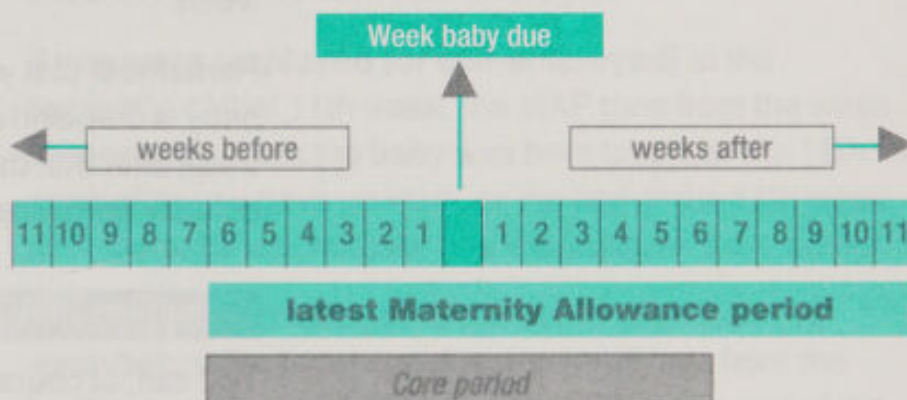 Week baby due
weeks before weeks after
11 10 9 8 7 6 5 4 3 2 1 1 2 3 4 5 6 7 8 9 10 11
latest Maternity Allowance period
Core period